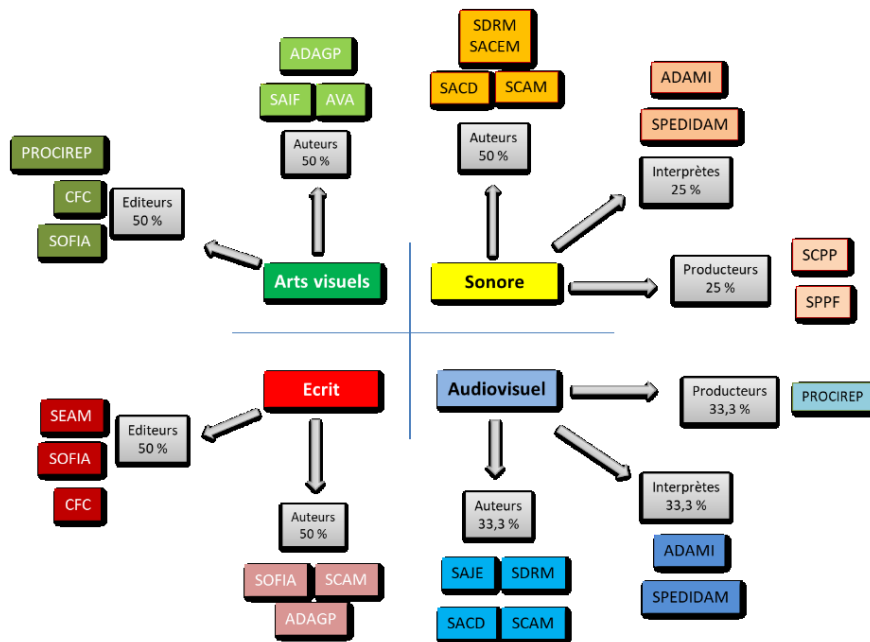 ADAGP
SAIF
AVA
Auteurs
50 %
PROCIREP
CFC
SOFIA
Editeurs
50 %
Arts visuels
SDRM
SACEM
SACD
SCAM
Auteurs
50 %
ADAMI
SPEDIDAM
Interprètes
25 %
Producteurs
25 %
SCPP
SPPF
Sonore
Ecrit
SEAM
SOFIA
CFC
Editeurs
50 %
Auteurs
50 %
SOFIA
SCAM
ADAGP
Audiovisuel
Producteurs
33,3 %
PROCIREP
Interprètes
33,3 %
ADAMI
SPEDIDAM
Auteurs
33,3 %
SAJE
SDRM
SACD
SCAM